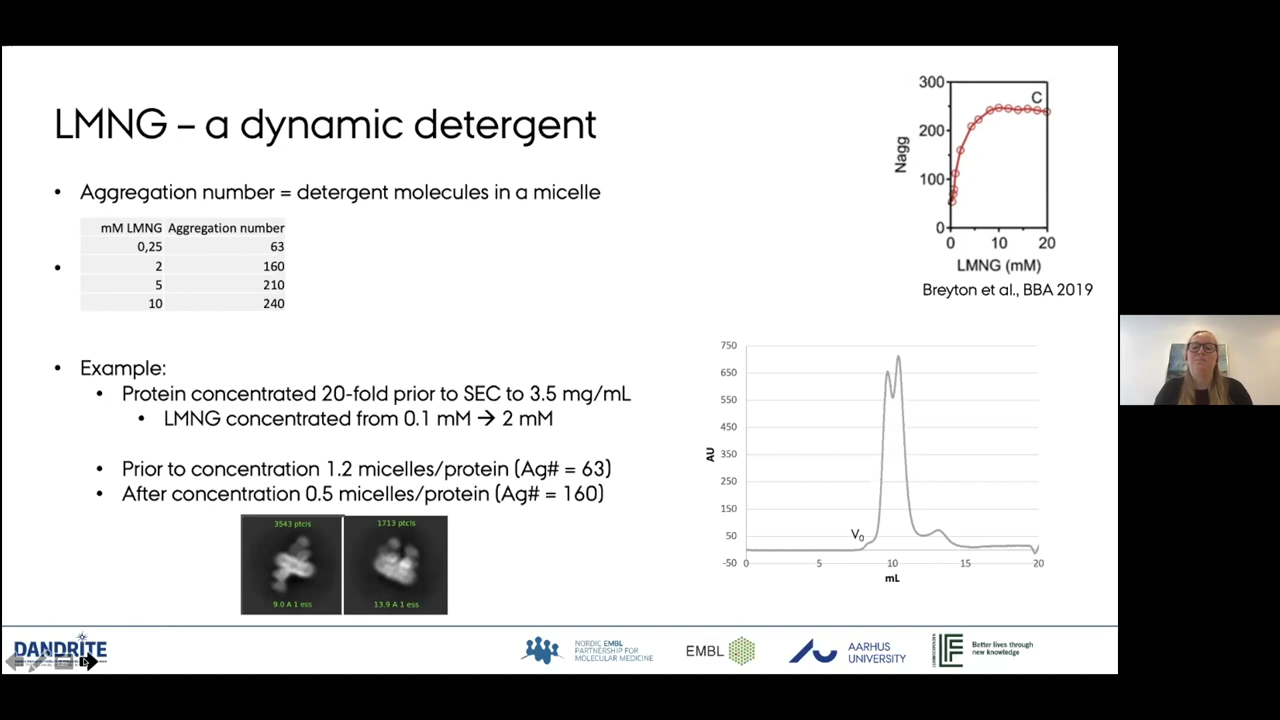 LMNG – a dynamic detergent
• Aggregation number = detergent molecules in a micelle
mM LMNG Aggregation number
0,25 63
2 160
5 210
10 240
• Example:
• Protein concentrated 20-fold prior to SEC to 3.5 mg/mL
• LMNG concentrated from 0.1 mM → 2 mM
• Prior to concentration 1.2 micelles/protein (Ag# = 63)
• After concentration 0.5 micelles/protein (Ag# = 160)
3543 ptcls
9.0 A 1 ess
1713 ptcls
13.9 A 1 ess
300
200
100
0
Nagg
C
0 10 20
LMNG (mM)
Breyton et al., BBA 2019
750
650
550
450
350
250
150
50
-50
AU
V0
0 5 10 15 20
mL
DANDRITE
NORDIC EMBL
PARTNERSHIP FOR
MOLECULAR MEDICINE
EMBL
AARHUS
UNIVERSITY
Better lives through
new knowledge